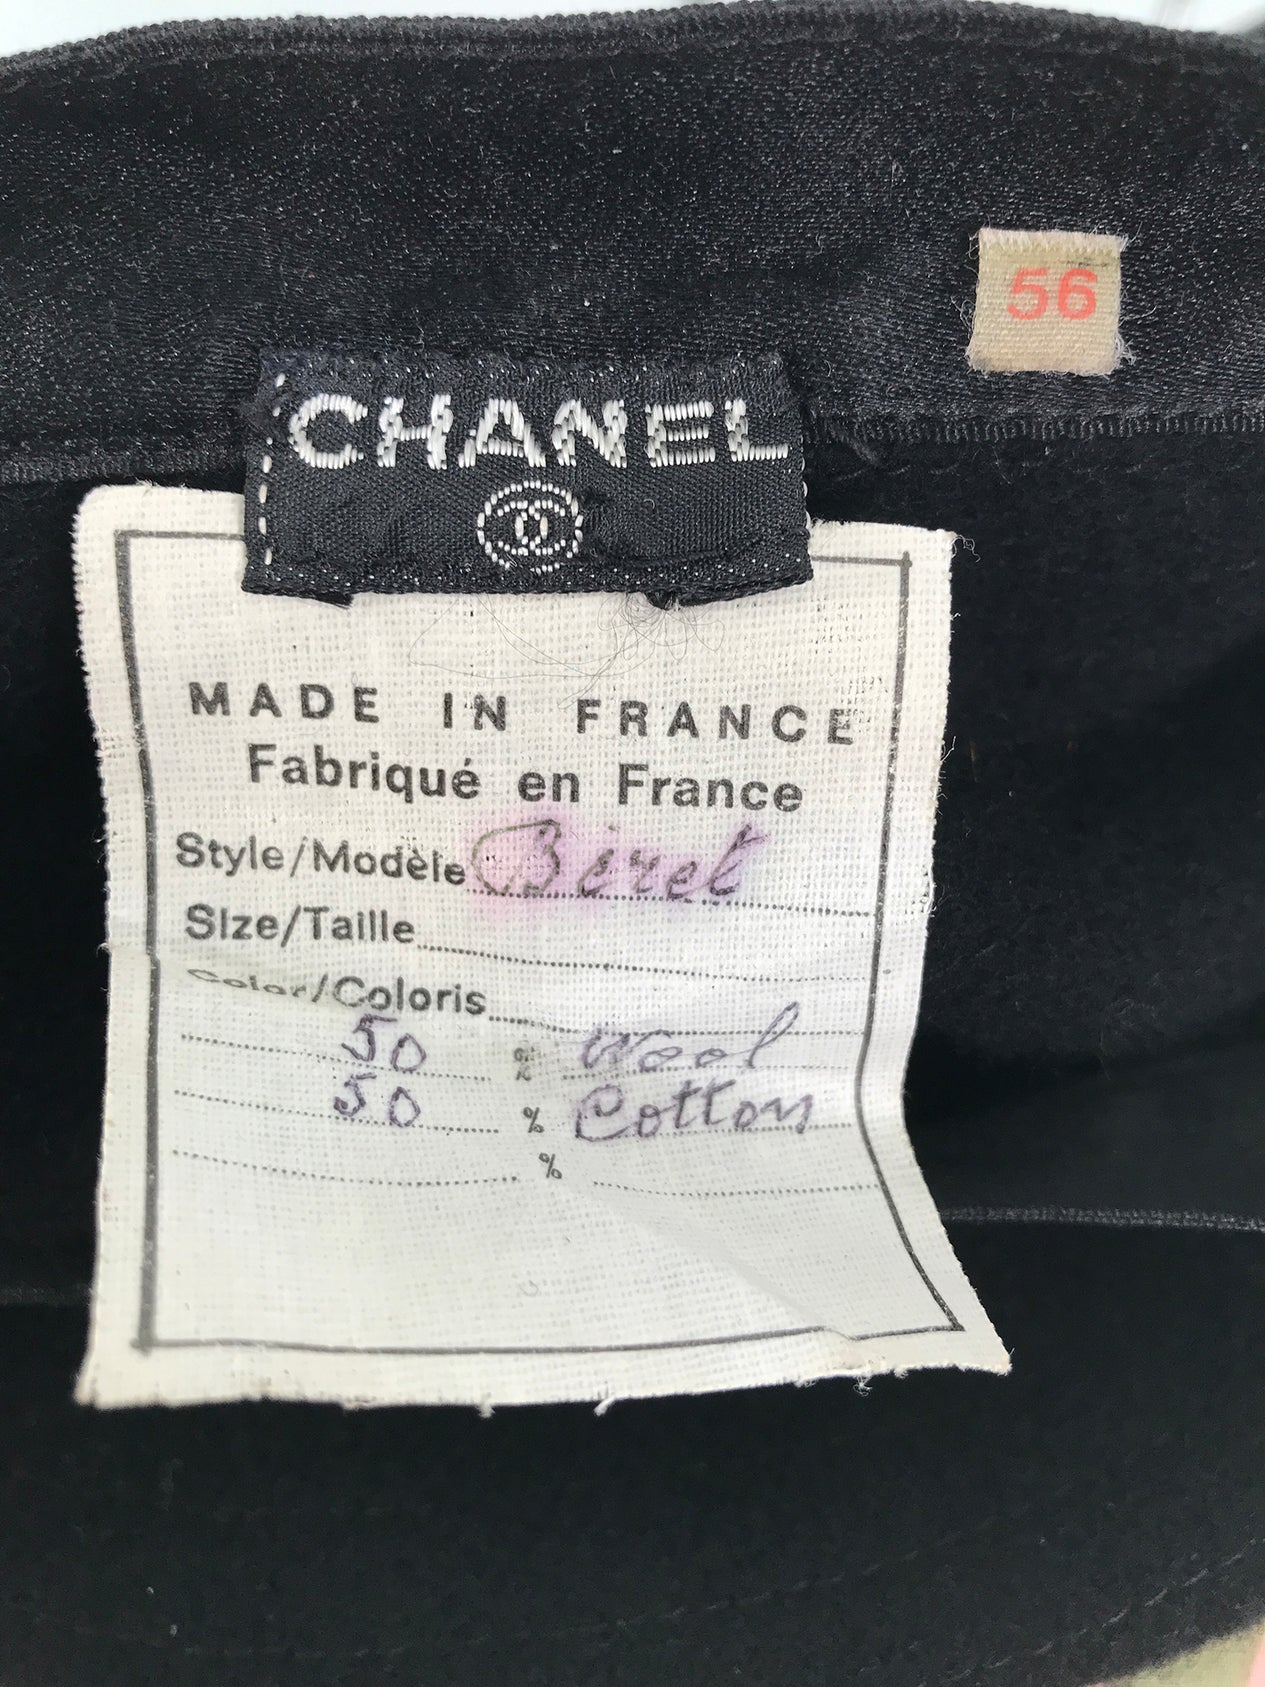 56
CHANEL
MADE IN FRANCE
Fabriqué en France
Style/Modèle Béret
Size/Taille
Color/Coloris
50 % Wool
50 % Cotton
%